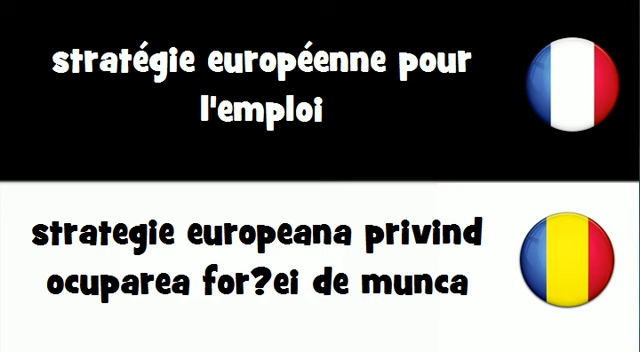 stratégie européenne pour
l'emploi
strategie europeana privind
ocuparea for?ei de munca